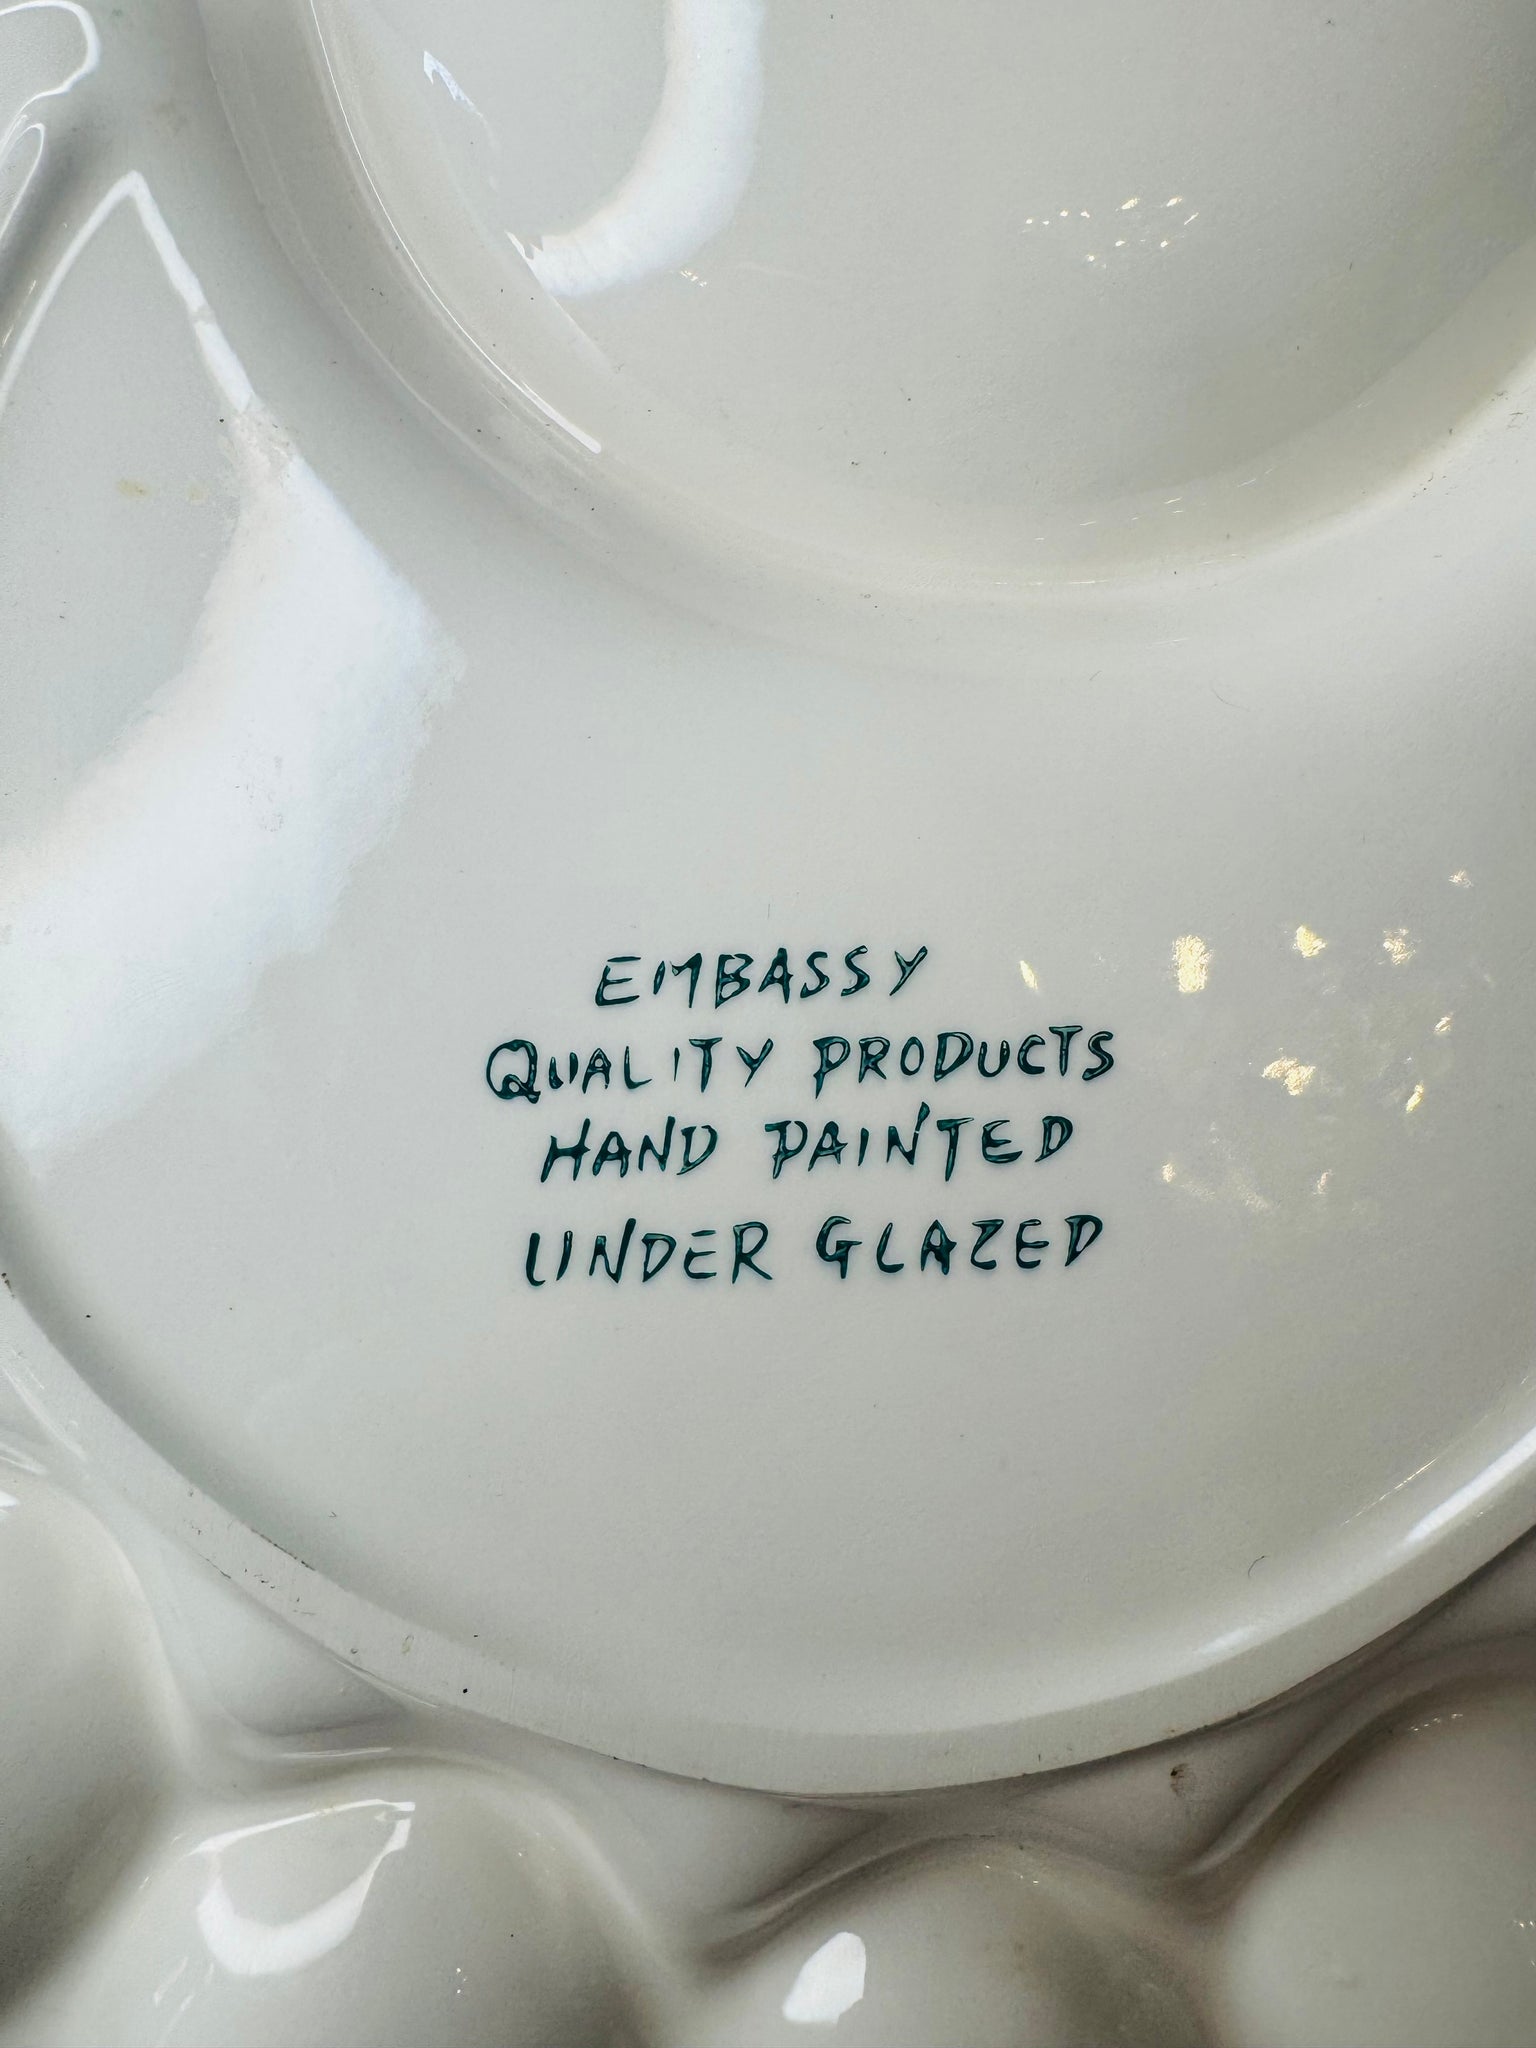 EMBASSY
QUALITY PRODUCTS
HAND PAINTED
UNDER GLAZED